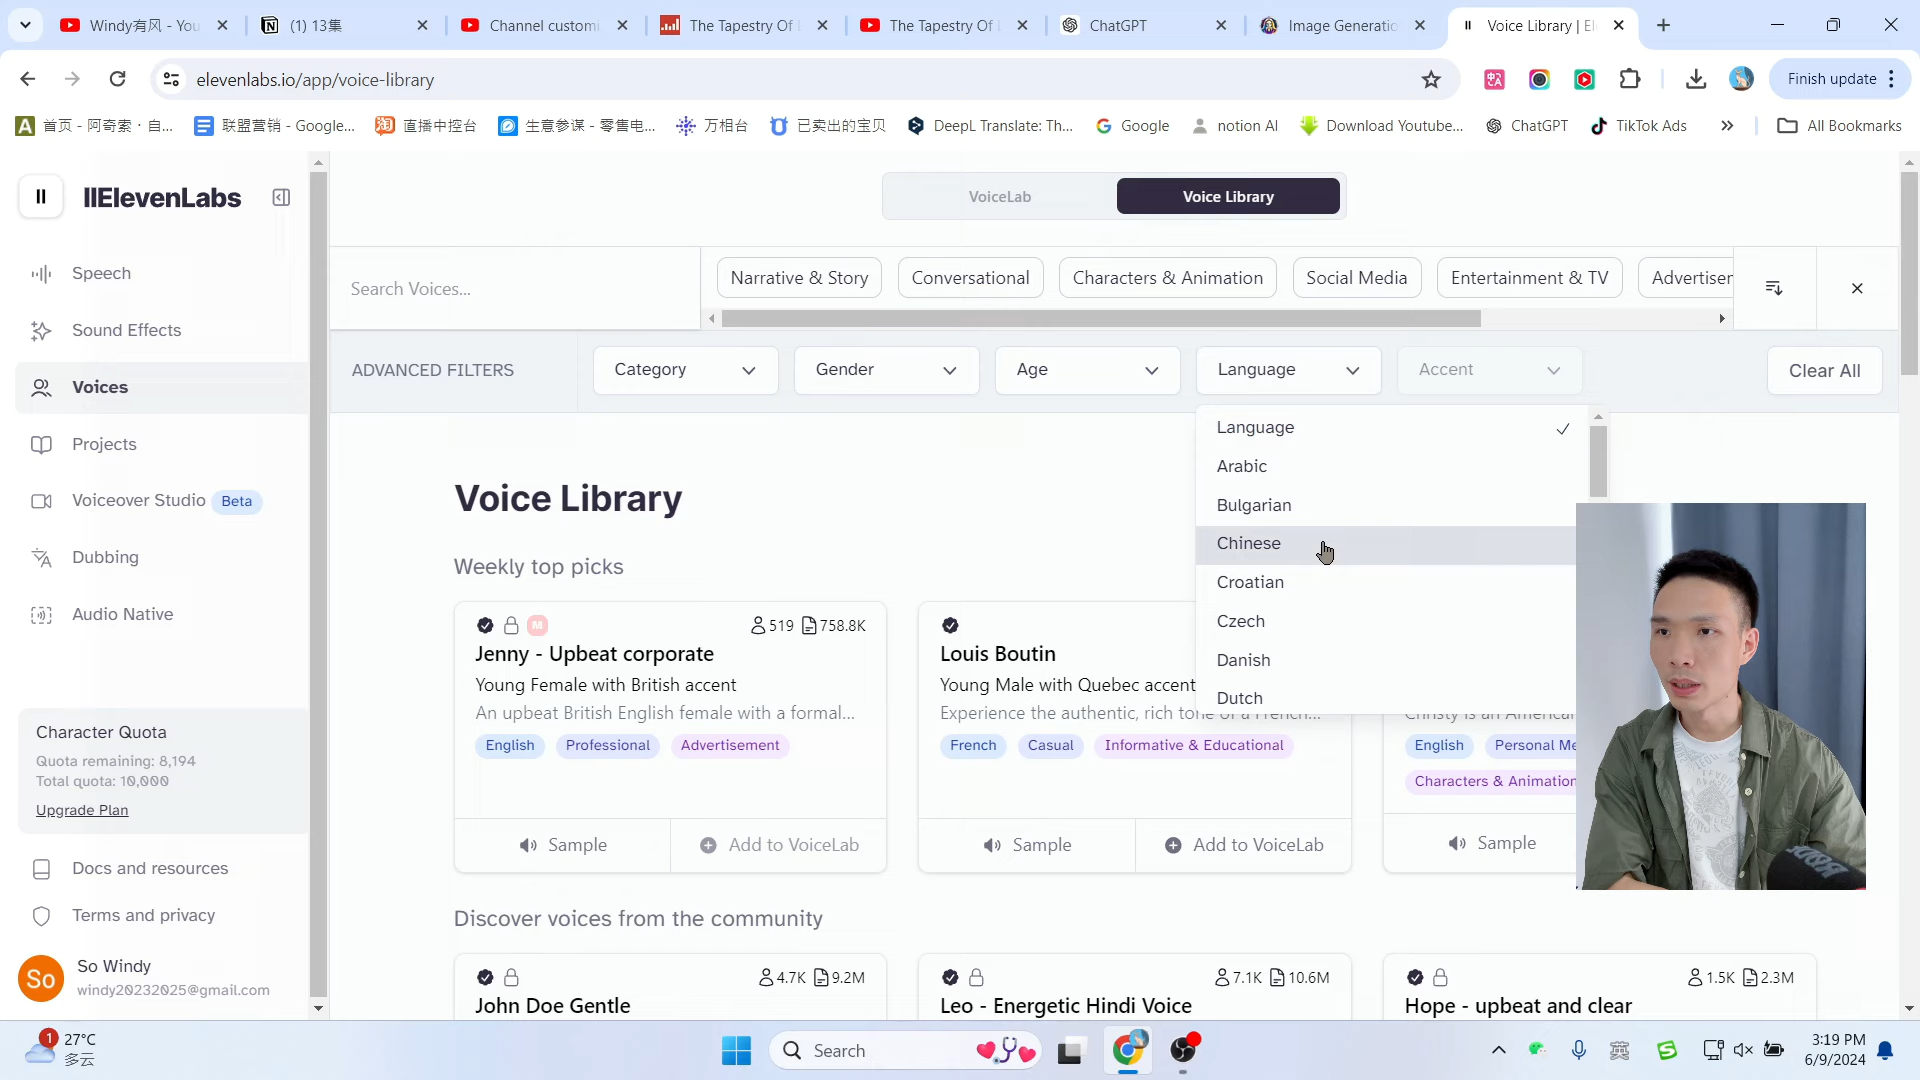 Windy有风 - You
(1) 13集
Channel customi
The Tapestry Of
The Tapestry Of
ChatGPT
Image Generatio
Voice Library | El
elevenlabs.io/app/voice-library
Finish update
首页 - 阿奇索 · 自...
联盟营销 - Google...
直播中控台
生意参谋 - 零售电...
万相台
已卖出的宝贝
DeepL Translate: Th...
Google
notion AI
Download Youtube...
ChatGPT
TikTok Ads
All Bookmarks
IIElevenLabs
VoiceLab
Voice Library
Speech
Sound Effects
Voices
Projects
Voiceover Studio Beta
Dubbing
Audio Native
Search Voices...
Narrative & Story
Conversational
Characters & Animation
Social Media
Entertainment & TV
Advertiser
ADVANCED FILTERS
Category
Gender
Age
Language
Accent
Clear All
Language
Arabic
Bulgarian
Chinese
Croatian
Czech
Danish
Dutch
Voice Library
Weekly top picks
M
519 758.8K
Jenny - Upbeat corporate
Young Female with British accent
An upbeat British English female with a formal...
English Professional Advertisement
Sample
Add to VoiceLab
Louis Boutin
Young Male with Quebec accent
Experience the authentic, rich tone of a French...
French Casual Informative & Educational
Sample
Add to VoiceLab
Christy is an American
English Personal Me
Characters & Animation
Sample
Discover voices from the community
4.7K 9.2M
John Doe Gentle
7.1K 10.6M
Leo - Energetic Hindi Voice
1.5K 2.3M
Hope - upbeat and clear
Character Quota
Quota remaining: 8,194
Total quota: 10,000
Upgrade Plan
Docs and resources
Terms and privacy
So
So Windy
windy20232025@gmail.com
1
27°C
多云
Search
英
3:19 PM
6/9/2024